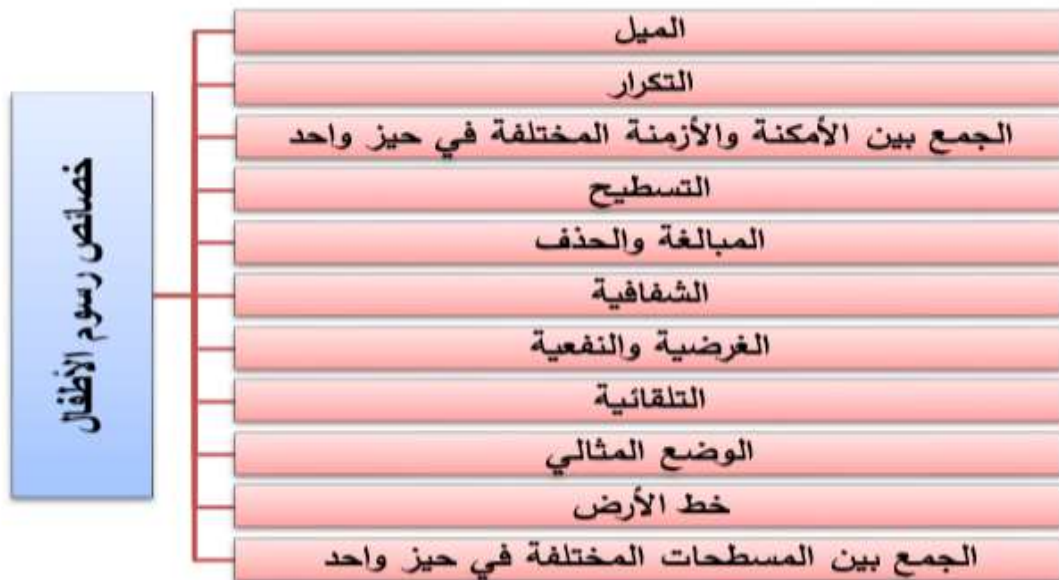 خصائص رسوم الأطفال
الميل
التكرار
الجمع بين الأمكنة والأزمنة المختلفة في حيز واحد
التسطيح
المبالغة والحذف
الشفافية
الغرضية والنفعية
التلقائية
الوضع المثالي
خط الأرض
الجمع بين المسطحات المختلفة في حيز واحد